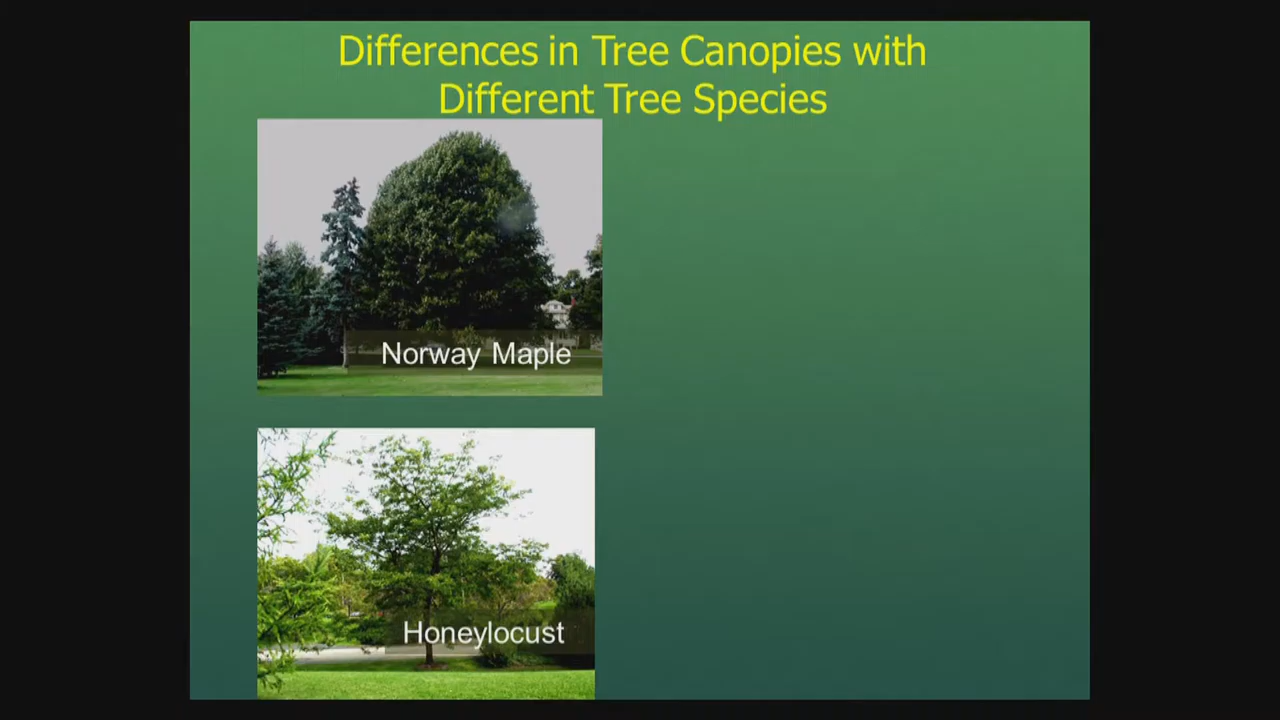 Differences in Tree Canopies with
Different Tree Species
Norway Maple
Honeylocust